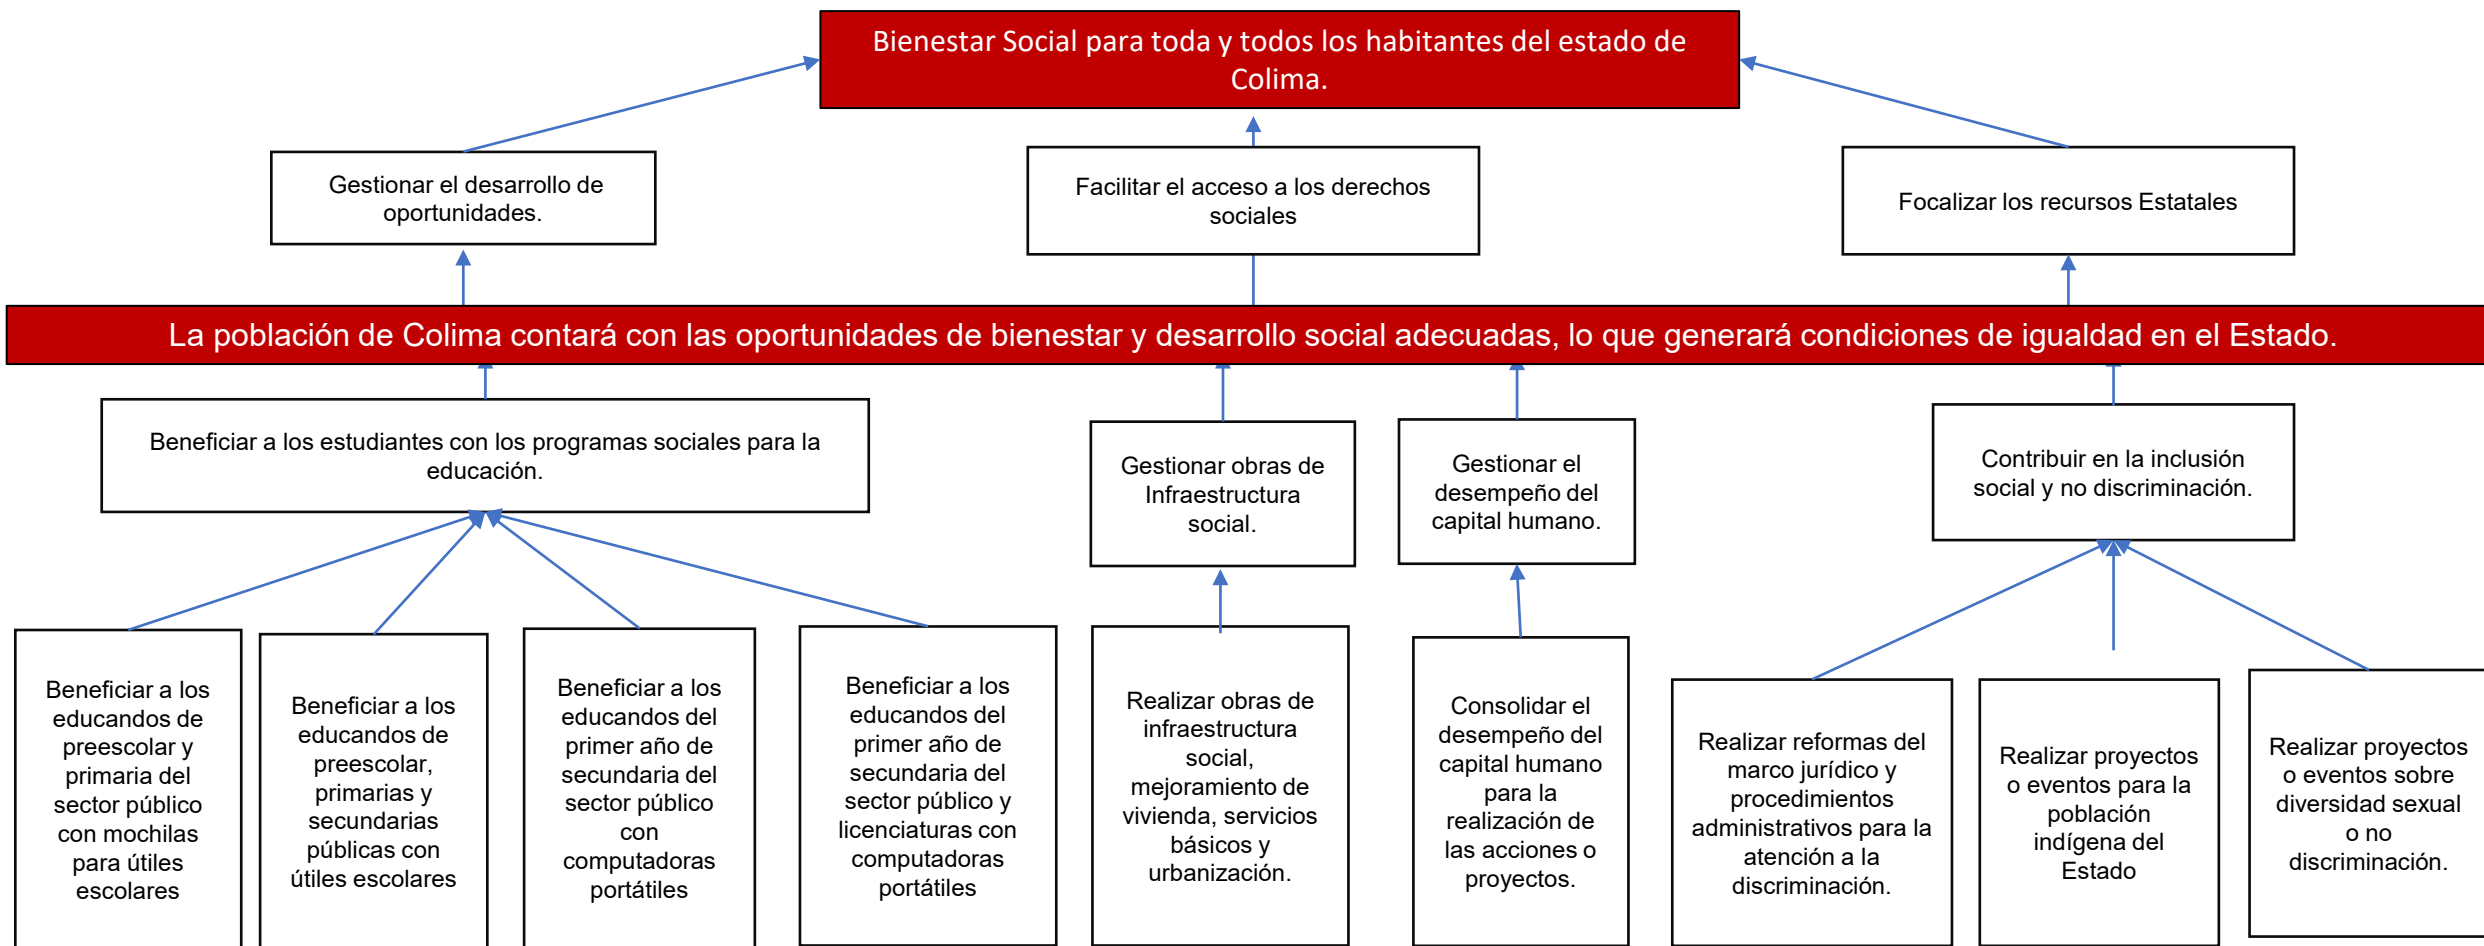 Bienestar Social para toda y todos los habitantes del estado de
Colima.
Gestionar el desarrollo de
oportunidades.
Facilitar el acceso a los derechos
sociales
Focalizar los recursos Estatales
La población de Colima contará con las oportunidades de bienestar y desarrollo social adecuadas, lo que generará condiciones de igualdad en el Estado.
Beneficiar a los estudiantes con los programas sociales para la
educación.
Gestionar obras de
Infraestructura
social.
Gestionar el
desempeño del
capital humano.
Contribuir en la inclusión
social y no discriminación.
Beneficiar a los
educandos de
preescolar y
primaria del
sector público
con mochilas
para útiles
escolares
Beneficiar a los
educandos de
preescolar,
primarias y
secundarias
públicas con
útiles escolares
Beneficiar a los
educandos del
primer año de
secundaria del
sector público
con
computadoras
portátiles
Beneficiar a los
educandos del
primer año de
secundaria del
sector público y
licenciaturas con
computadoras
portátiles
Realizar obras de
infraestructura
social,
mejoramiento de
vivienda, servicios
básicos y
urbanización.
Consolidar el
desempeño del
capital humano
para la
realización de
las acciones o
proyectos.
Realizar reformas del
marco jurídico y
procedimientos
administrativos para la
atención a la
discriminación.
Realizar proyectos
o eventos para la
población
indígena del
Estado
Realizar proyectos
o eventos sobre
diversidad sexual
o no
discriminación.